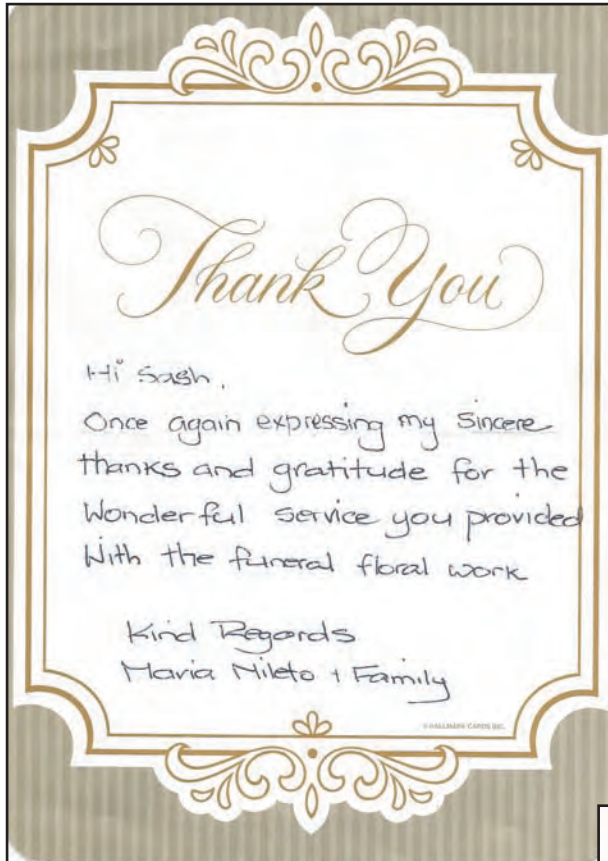 Thank You
Hi Sash,
Once again expressing my sincere
thanks and gratitude for the
Wonderful service you provided
With the funeral floral work
Kind Regards
Maria Mileto + Family
© HALLMARK CARDS INC.